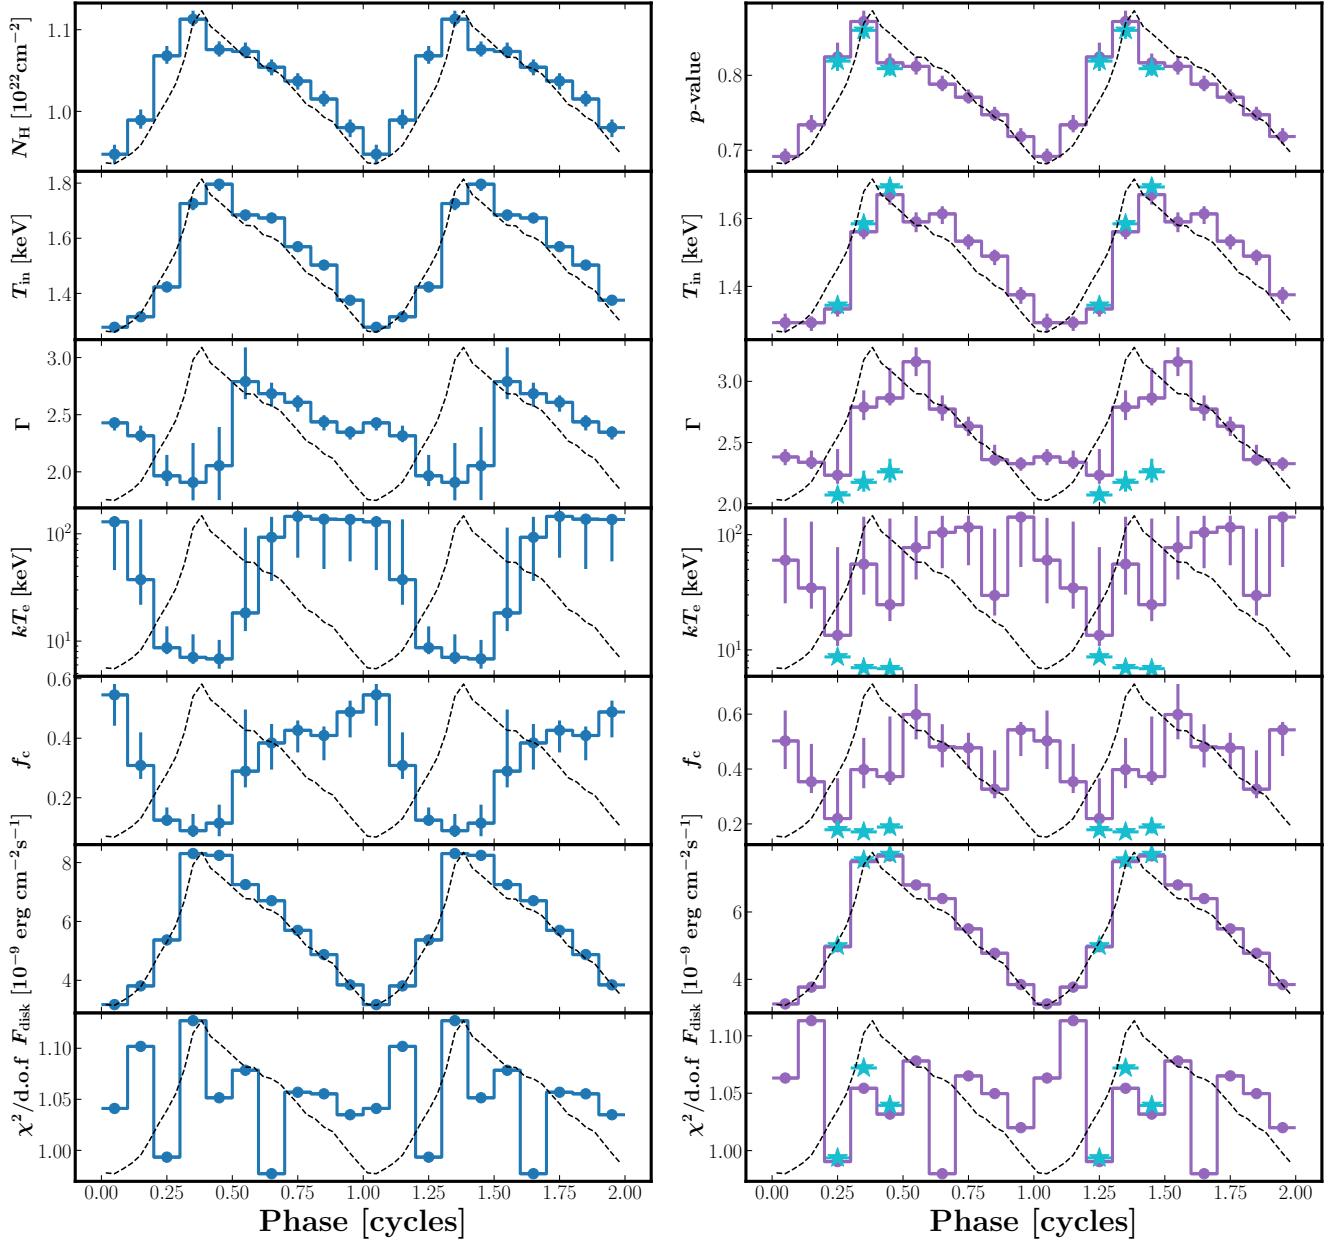 N_H [10^22 cm^−2]
1.1
1.0
T_in [keV]
1.8
1.6
1.4
Γ
3.0
2.5
2.0
kT_e [keV]
10^2
10^1
f_c
0.6
0.4
0.2
F_disk [10^−9 erg cm^−2 s^−1]
8
6
4
χ^2/d.o.f
1.10
1.05
1.00
0.00 0.25 0.50 0.75 1.00 1.25 1.50 1.75 2.00
Phase [cycles]
p-value
0.8
0.7
T_in [keV]
1.6
1.4
Γ
3.0
2.5
2.0
kT_e [keV]
10^2
10^1
f_c
0.6
0.4
0.2
F_disk [10^−9 erg cm^−2 s^−1]
6
4
χ^2/d.o.f
1.10
1.05
1.00
0.00 0.25 0.50 0.75 1.00 1.25 1.50 1.75 2.00
Phase [cycles]